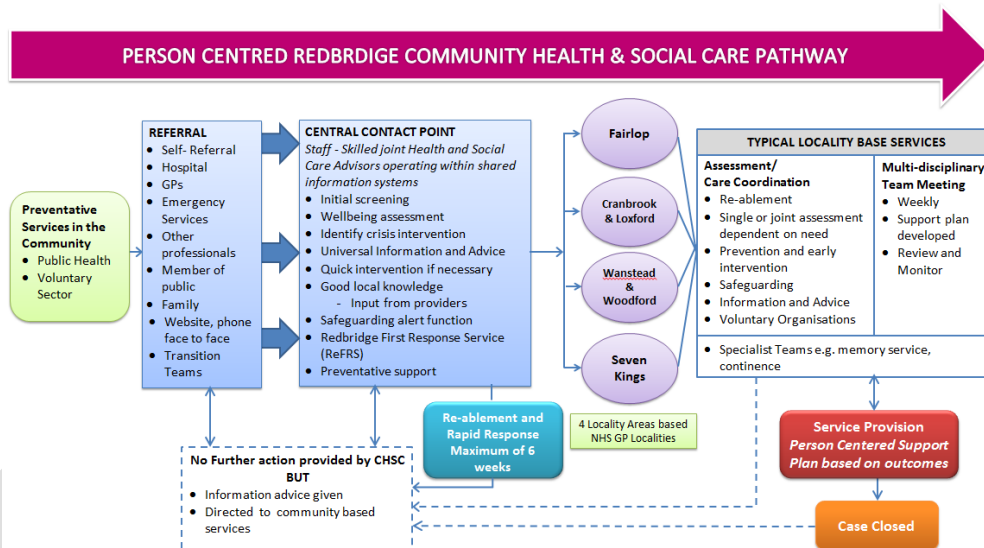 PERSON CENTRED REDBRDIGE COMMUNITY HEALTH & SOCIAL CARE PATHWAY
Preventative
Services in the
Community
• Public Health
• Voluntary
Sector
REFERRAL
• Self- Referral
• Hospital
• GPs
• Emergency
Services
• Other
professionals
• Member of
public
• Family
• Website, phone
face to face
• Transition
Teams
CENTRAL CONTACT POINT
Staff - Skilled joint Health and Social
Care Advisors operating within shared
information systems
• Initial screening
• Wellbeing assessment
• Identify crisis intervention
• Universal Information and Advice
• Quick intervention if necessary
• Good local knowledge
- Input from providers
• Safeguarding alert function
• Redbridge First Response Service
(ReFRS)
• Preventative support
Fairlop
Cranbrook
& Loxford
Wanstead
&
Woodford
Seven
Kings
4 Locality Areas based
NHS GP Localities
TYPICAL LOCALITY BASE SERVICES
Assessment/
Care Coordination
• Re-ablement
• Single or joint assessment
dependent on need
• Prevention and early
intervention
• Safeguarding
• Information and Advice
• Voluntary Organisations
Multi-disciplinary
Team Meeting
• Weekly
• Support plan
developed
• Review and
Monitor
• Specialist Teams e.g. memory service,
continence
Re-ablement and
Rapid Response
Maximum of 6
weeks
No Further action provided by CHSC
BUT
• Information advice given
• Directed to community based
services
Service Provision
Person Centered Support
Plan based on outcomes
Case Closed